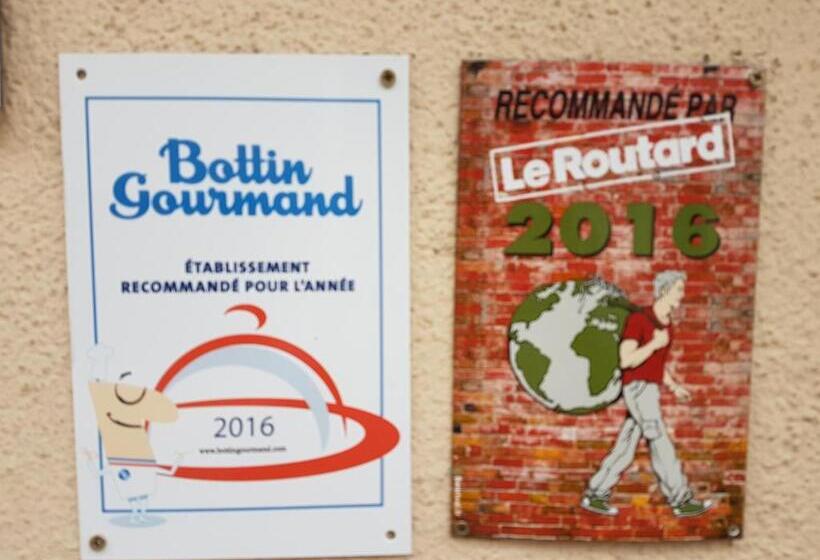 Bottin
Gourmand
ÉTABLISSEMENT
RECOMMANDÉ POUR L'ANNÉE
2016
www.bottingourmand.com
RECOMMANDÉ PAR
Le Routard
2016